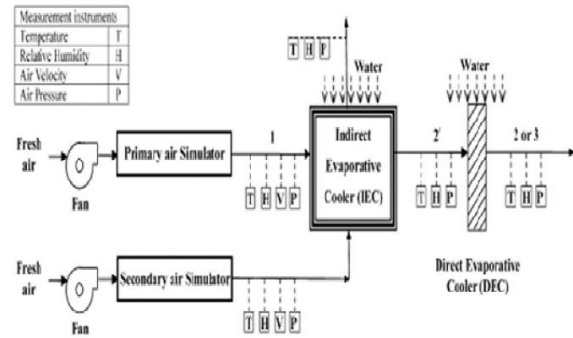 Measurement instruments
Temperature T
Relative Humidity H
Air Velocity V
Air Pressure P
T H P
Water
Water
Fresh air
Fan
Primary air Simulator
1
T H V P
Indirect Evaporative Cooler (IEC)
2'
T H P
2 or 3
T H P
Direct Evaporative Cooler (DEC)
Fresh air
Fan
Secondary air Simulator
T H V P